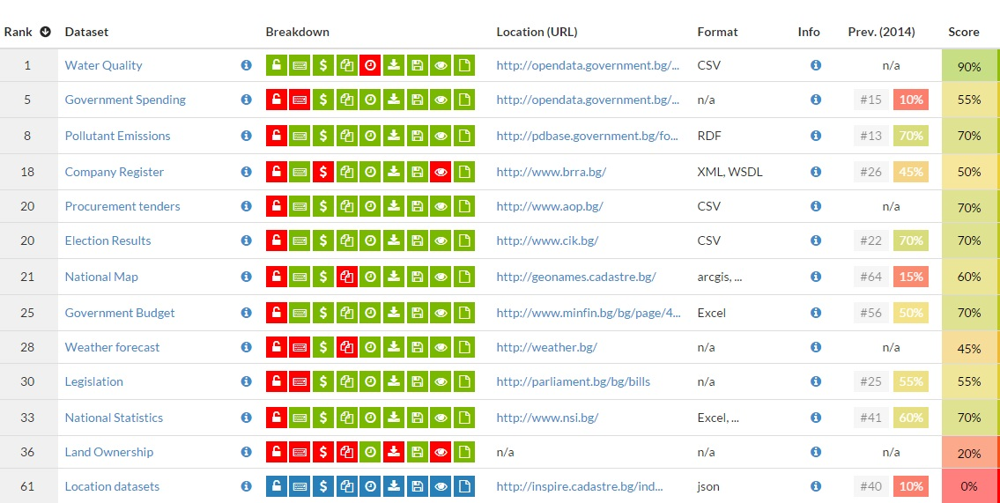 Rank Dataset Breakdown Location (URL) Format Info Prev. (2014) Score
1 Water Quality http://opendata.government.bg/... CSV n/a 90%
5 Government Spending http://opendata.government.bg/... n/a #15 10% 55%
8 Pollutant Emissions http://pdbase.government.bg/fo... RDF #13 70% 70%
18 Company Register http://www.brra.bg/ XML, WSDL #26 45% 50%
20 Procurement tenders http://www.aop.bg/ CSV n/a 70%
20 Election Results http://www.cik.bg/ CSV #22 70% 70%
21 National Map http://geonames.cadastre.bg/ arcgis, ... #64 15% 60%
25 Government Budget http://www.minfin.bg/bg/page/4... Excel #56 50% 70%
28 Weather forecast http://weather.bg/ n/a n/a 45%
30 Legislation http://parliament.bg/bg/bills n/a #25 55% 55%
33 National Statistics http://www.nsi.bg/ Excel, ... #41 60% 70%
36 Land Ownership n/a n/a n/a 20%
61 Location datasets http://inspire.cadastre.bg/ind... json #40 10% 0%